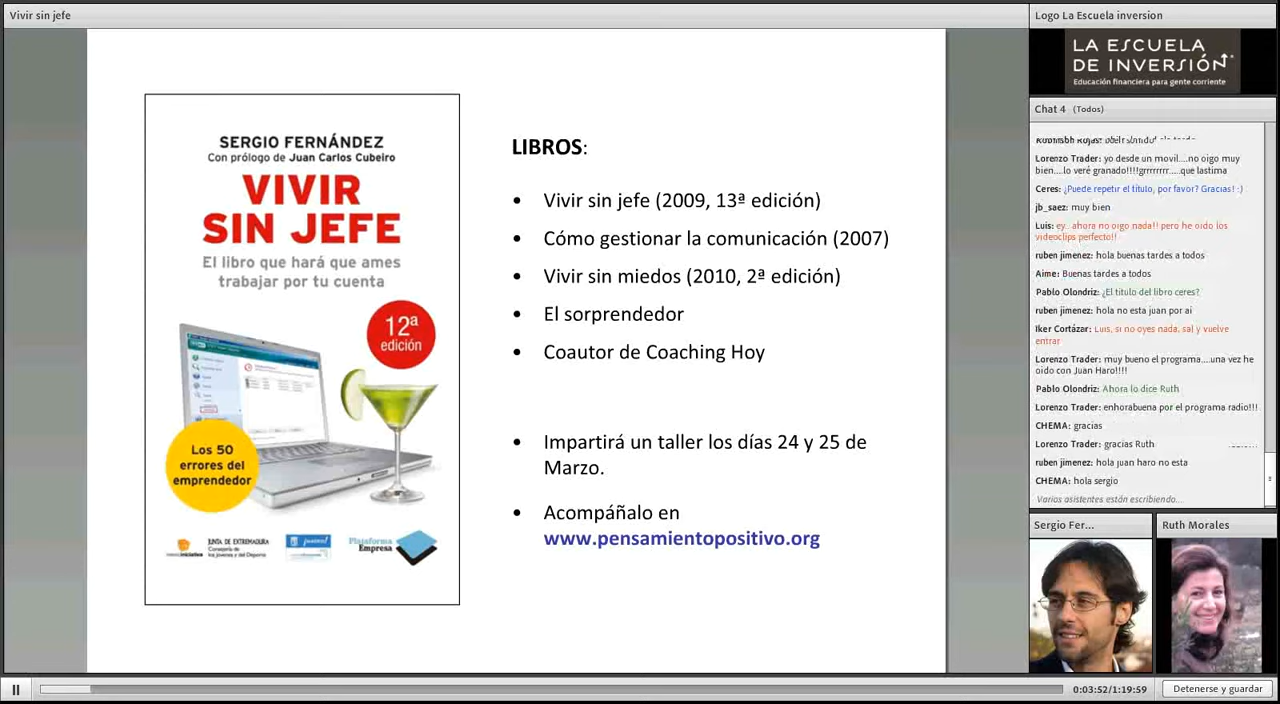 Vivir sin jefe
SERGIO FERNÁNDEZ
Con prólogo de Juan Carlos Cubeiro
VIVIR
SIN JEFE
El libro que hará que ames
trabajar por tu cuenta
12ª
edición
Los 50
errores del
emprendedor
JUNTA DE EXTREMADURA
Plataforma
Empresa
LIBROS:
• Vivir sin jefe (2009, 13ª edición)
• Cómo gestionar la comunicación (2007)
• Vivir sin miedos (2010, 2ª edición)
• El sorprendedor
• Coautor de Coaching Hoy
• Impartirá un taller los días 24 y 25 de
Marzo.
• Acompáñalo en
www.pensamientopositivo.org
Logo La Escuela inversion
LA ESCUELA
DE INVERSIÓN
Educación financiera para gente corriente
Chat 4 (Todos)
Lorenzo Trader: yo desde un movil....no oigo muy
bien....lo veré granado!!!!grrrrrrrr.....que lastima
Ceres: ¿Puede repetir el título, por favor? Gracias! :)
jb_saez: muy bien
Luis: ey.. ahora no oigo nada!! pero he oido los
videoclips perfecto!!
ruben jimenez: hola buenas tardes a todos
Aime: Buenas tardes a todos
Pablo Olondriz: ¿El titulo del libro ceres?
ruben jimenez: hola no esta juan por ai
Iker Cortázar: Luis, si no oyes nada, sal y vuelve
entrar
Lorenzo Trader: muy bueno el programa....una vez he
oido con Juan Haro!!!!
Pablo Olondriz: Ahora lo dice Ruth
Lorenzo Trader: enhorabuena por el programa radio!!!
CHEMA: gracias
Lorenzo Trader: gracias Ruth
ruben jimenez: hola juan haro no esta
CHEMA: hola sergio
Varios asistentes están escribiendo...
Sergio Fer...
Ruth Morales
0:03:52/1:19:59
Detenerse y guardar